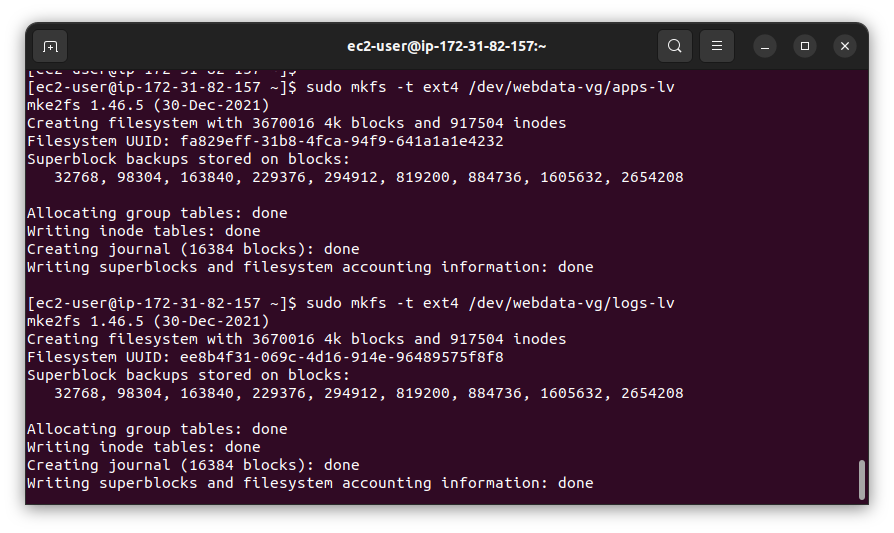 ec2-user@ip-172-31-82-157:~
[ec2-user@ip-172-31-82-157 ~]$
[ec2-user@ip-172-31-82-157 ~]$ sudo mkfs -t ext4 /dev/webdata-vg/apps-lv
mke2fs 1.46.5 (30-Dec-2021)
Creating filesystem with 3670016 4k blocks and 917504 inodes
Filesystem UUID: fa829eff-31b8-4fca-94f9-641a1a1e4232
Superblock backups stored on blocks:
32768, 98304, 163840, 229376, 294912, 819200, 884736, 1605632, 2654208
Allocating group tables: done
Writing inode tables: done
Creating journal (16384 blocks): done
Writing superblocks and filesystem accounting information: done
[ec2-user@ip-172-31-82-157 ~]$ sudo mkfs -t ext4 /dev/webdata-vg/logs-lv
mke2fs 1.46.5 (30-Dec-2021)
Creating filesystem with 3670016 4k blocks and 917504 inodes
Filesystem UUID: ee8b4f31-069c-4d16-914e-96489575f8f8
Superblock backups stored on blocks:
32768, 98304, 163840, 229376, 294912, 819200, 884736, 1605632, 2654208
Allocating group tables: done
Writing inode tables: done
Creating journal (16384 blocks): done
Writing superblocks and filesystem accounting information: done